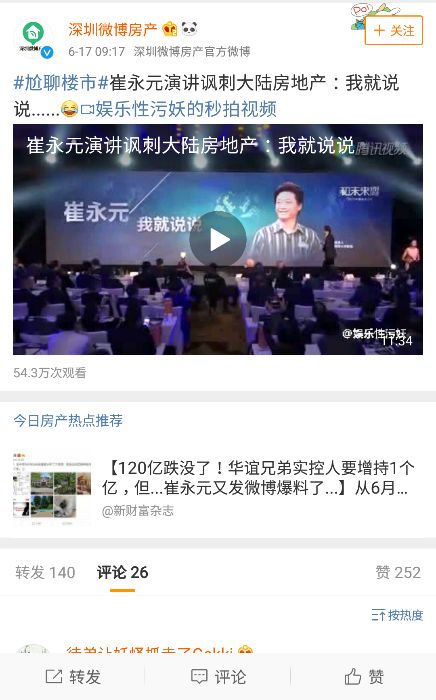 深圳微博房产
关注
6-17 09:17 深圳微博房产官方微博
#尬聊楼市#崔永元演讲讽刺大陆房地产：我就说
说......娱乐性污妖的秒拍视频
崔永元演讲讽刺大陆房地产：我就说说
腾讯视频
崔永元
我就说说
@娱乐性污妖
11:34
54.3万次观看
今日房产热点推荐
【120亿跌没了！华谊兄弟实控人要增持1个
亿，但...崔永元又发微博爆料了...】从6月...
@新财富杂志
转发 140 评论 26 赞 252
按热度
转发 评论 赞